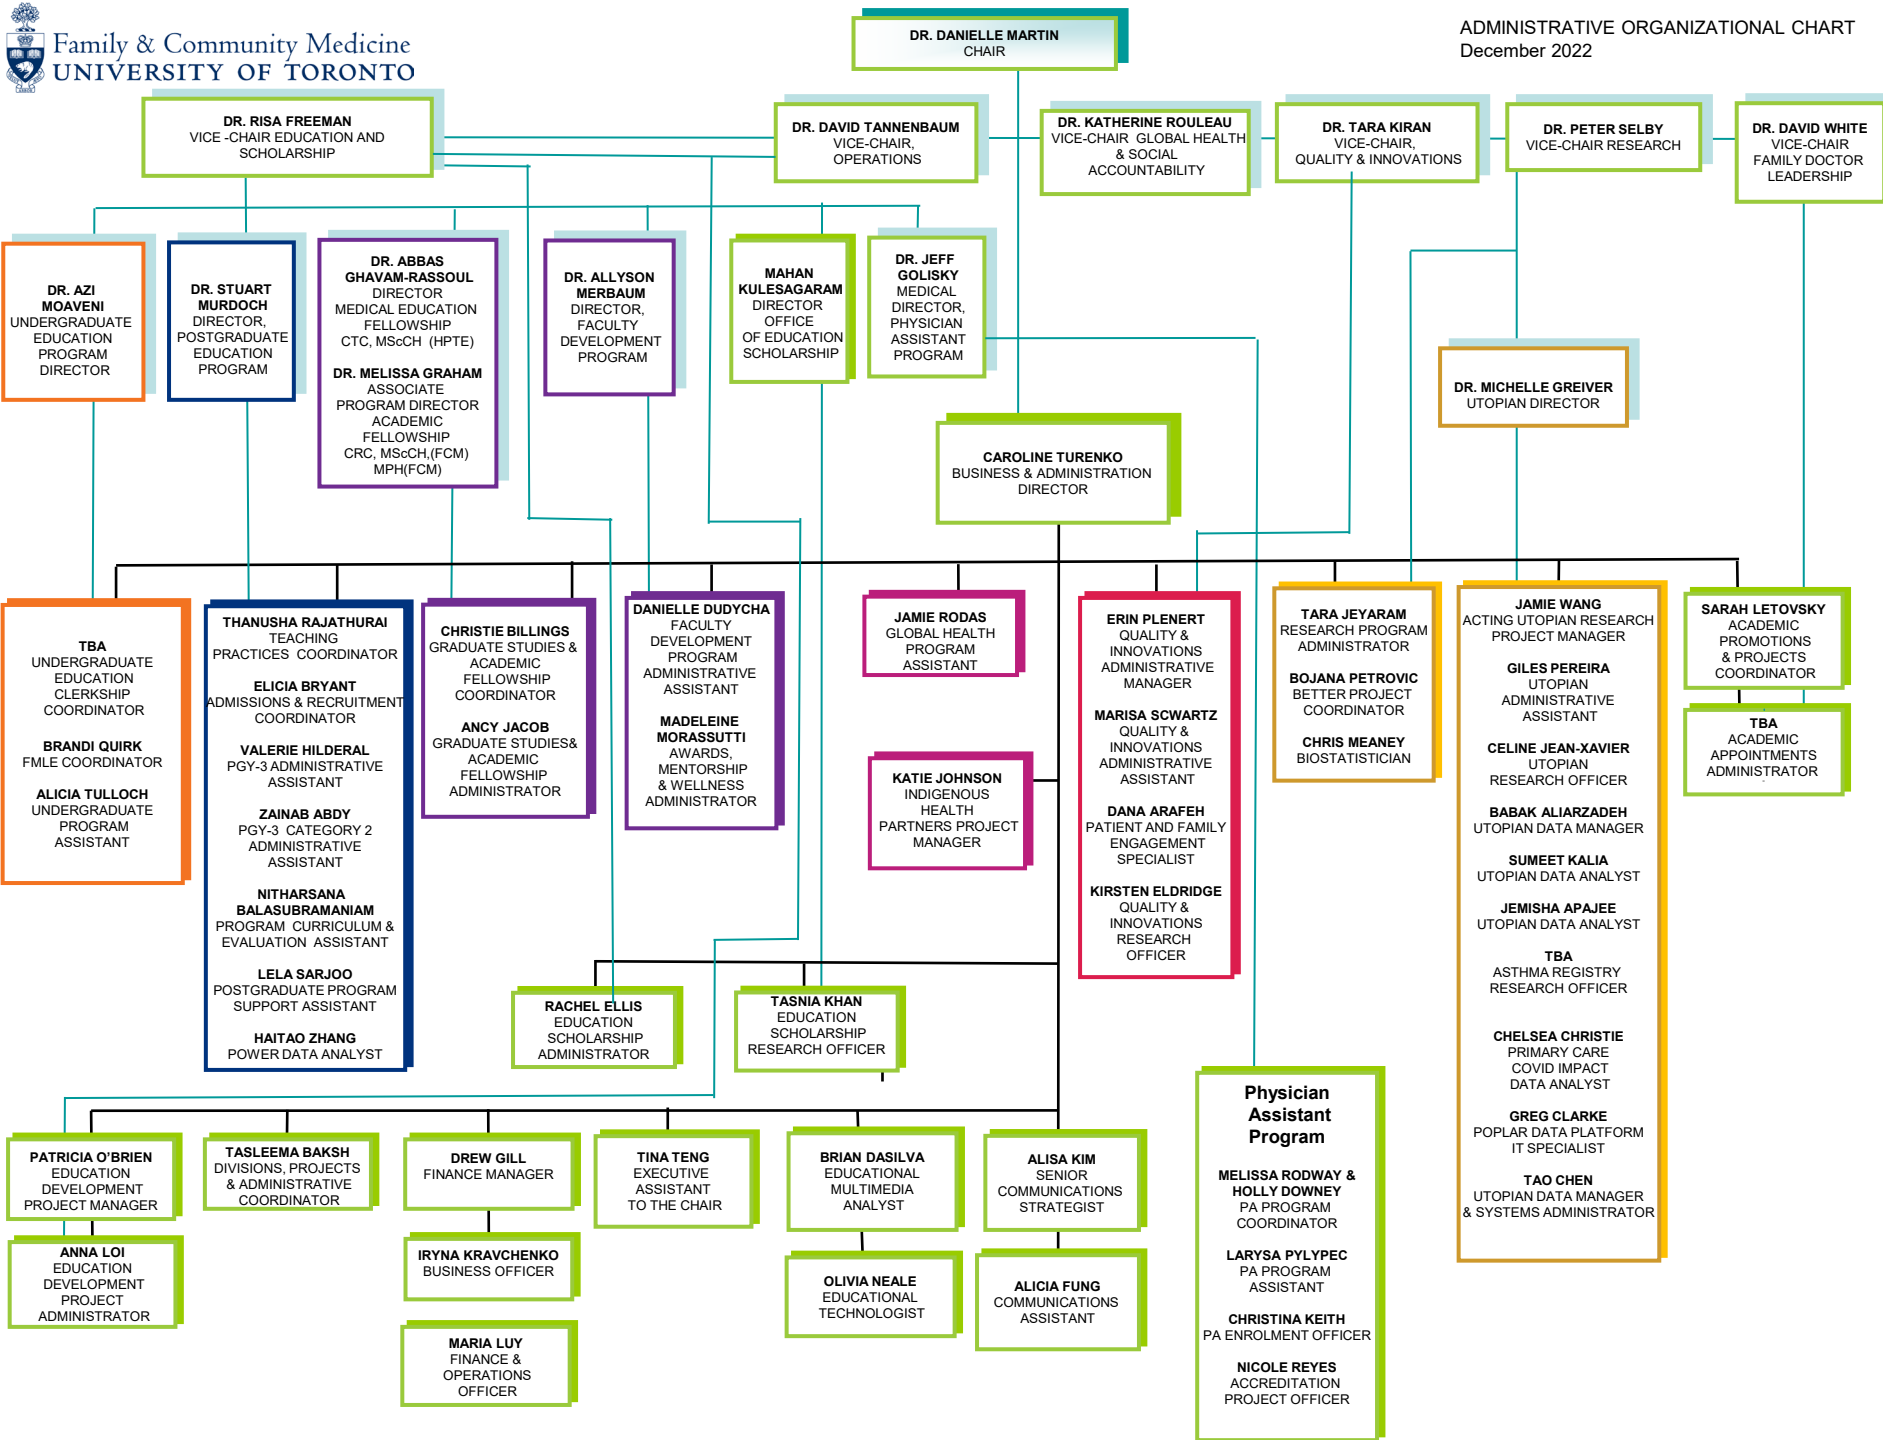 Family & Community Medicine
UNIVERSITY OF TORONTO
ADMINISTRATIVE ORGANIZATIONAL CHART
December 2022
DR. DANIELLE MARTIN
CHAIR
DR. RISA FREEMAN
VICE -CHAIR EDUCATION AND
SCHOLARSHIP
DR. DAVID TANNENBAUM
VICE-CHAIR,
OPERATIONS
DR. KATHERINE ROULEAU
VICE-CHAIR GLOBAL HEALTH
& SOCIAL
ACCOUNTABILITY
DR. TARA KIRAN
VICE-CHAIR,
QUALITY & INNOVATIONS
DR. PETER SELBY
VICE-CHAIR RESEARCH
DR. DAVID WHITE
VICE-CHAIR
FAMILY DOCTOR
LEADERSHIP
DR. AZI
MOAVENI
UNDERGRADUATE
EDUCATION
PROGRAM
DIRECTOR
DR. STUART
MURDOCH
DIRECTOR,
POSTGRADUATE
EDUCATION
PROGRAM
DR. ABBAS
GHAVAM-RASSOUL
DIRECTOR
MEDICAL EDUCATION
FELLOWSHIP
CTC, MScCH (HPTE)
DR. MELISSA GRAHAM
ASSOCIATE
PROGRAM DIRECTOR
ACADEMIC
FELLOWSHIP
CRC, MScCH,(FCM)
MPH(FCM)
DR. ALLYSON
MERBAUM
DIRECTOR,
FACULTY
DEVELOPMENT
PROGRAM
MAHAN
KULESAGARAM
DIRECTOR
OFFICE
OF EDUCATION
SCHOLARSHIP
DR. JEFF
GOLISKY
MEDICAL
DIRECTOR,
PHYSICIAN
ASSISTANT
PROGRAM
DR. MICHELLE GREIVER
UTOPIAN DIRECTOR
CAROLINE TURENKO
BUSINESS & ADMINISTRATION
DIRECTOR
TBA
UNDERGRADUATE
EDUCATION
CLERKSHIP
COORDINATOR
BRANDI QUIRK
FMLE COORDINATOR
ALICIA TULLOCH
UNDERGRADUATE
PROGRAM
ASSISTANT
THANUSHA RAJATHURAI
TEACHING
PRACTICES COORDINATOR
ELICIA BRYANT
ADMISSIONS & RECRUITMENT
COORDINATOR
VALERIE HILDERAL
PGY-3 ADMINISTRATIVE
ASSISTANT
ZAINAB ABDY
PGY-3 CATEGORY 2
ADMINISTRATIVE
ASSISTANT
NITHARSANA
BALASUBRAMANIAM
PROGRAM CURRICULUM &
EVALUATION ASSISTANT
LELA SARJOO
POSTGRADUATE PROGRAM
SUPPORT ASSISTANT
HAITAO ZHANG
POWER DATA ANALYST
CHRISTIE BILLINGS
GRADUATE STUDIES &
ACADEMIC
FELLOWSHIP
COORDINATOR
ANCY JACOB
GRADUATE STUDIES&
ACADEMIC
FELLOWSHIP
ADMINISTRATOR
DANIELLE DUDYCHA
FACULTY
DEVELOPMENT
PROGRAM
ADMINISTRATIVE
ASSISTANT
MADELEINE
MORASSUTTI
AWARDS,
MENTORSHIP
& WELLNESS
ADMINISTRATOR
JAMIE RODAS
GLOBAL HEALTH
PROGRAM
ASSISTANT
KATIE JOHNSON
INDIGENOUS
HEALTH
PARTNERS PROJECT
MANAGER
ERIN PLENERT
QUALITY &
INNOVATIONS
ADMINISTRATIVE
MANAGER
MARISA SCWARTZ
QUALITY &
INNOVATIONS
ADMINISTRATIVE
ASSISTANT
DANA ARAFEH
PATIENT AND FAMILY
ENGAGEMENT
SPECIALIST
KIRSTEN ELDRIDGE
QUALITY &
INNOVATIONS
RESEARCH
OFFICER
TARA JEYARAM
RESEARCH PROGRAM
ADMINISTRATOR
BOJANA PETROVIC
BETTER PROJECT
COORDINATOR
CHRIS MEANEY
BIOSTATISTICIAN
JAMIE WANG
ACTING UTOPIAN RESEARCH
PROJECT MANAGER
GILES PEREIRA
UTOPIAN
ADMINISTRATIVE
ASSISTANT
CELINE JEAN-XAVIER
UTOPIAN
RESEARCH OFFICER
BABAK ALIARZADEH
UTOPIAN DATA MANAGER
SUMEET KALIA
UTOPIAN DATA ANALYST
JEMISHA APAJEE
UTOPIAN DATA ANALYST
TBA
ASTHMA REGISTRY
RESEARCH OFFICER
CHELSEA CHRISTIE
PRIMARY CARE
COVID IMPACT
DATA ANALYST
GREG CLARKE
POPLAR DATA PLATFORM
IT SPECIALIST
TAO CHEN
UTOPIAN DATA MANAGER
& SYSTEMS ADMINISTRATOR
SARAH LETOVSKY
ACADEMIC
PROMOTIONS
& PROJECTS
COORDINATOR
TBA
ACADEMIC
APPOINTMENTS
ADMINISTRATOR
RACHEL ELLIS
EDUCATION
SCHOLARSHIP
ADMINISTRATOR
TASNIA KHAN
EDUCATION
SCHOLARSHIP
RESEARCH OFFICER
Physician
Assistant
Program
MELISSA RODWAY &
HOLLY DOWNEY
PA PROGRAM
COORDINATOR
LARYSA PYLYPEC
PA PROGRAM
ASSISTANT
CHRISTINA KEITH
PA ENROLMENT OFFICER
NICOLE REYES
ACCREDITATION
PROJECT OFFICER
PATRICIA O’BRIEN
EDUCATION
DEVELOPMENT
PROJECT MANAGER
TASLEEMA BAKSH
DIVISIONS, PROJECTS
& ADMINISTRATIVE
COORDINATOR
DREW GILL
FINANCE MANAGER
TINA TENG
EXECUTIVE
ASSISTANT
TO THE CHAIR
BRIAN DASILVA
EDUCATIONAL
MULTIMEDIA
ANALYST
ALISA KIM
SENIOR
COMMUNICATIONS
STRATEGIST
ANNA LOI
EDUCATION
DEVELOPMENT
PROJECT
ADMINISTRATOR
IRYNA KRAVCHENKO
BUSINESS OFFICER
OLIVIA NEALE
EDUCATIONAL
TECHNOLOGIST
ALICIA FUNG
COMMUNICATIONS
ASSISTANT
MARIA LUY
FINANCE &
OPERATIONS
OFFICER